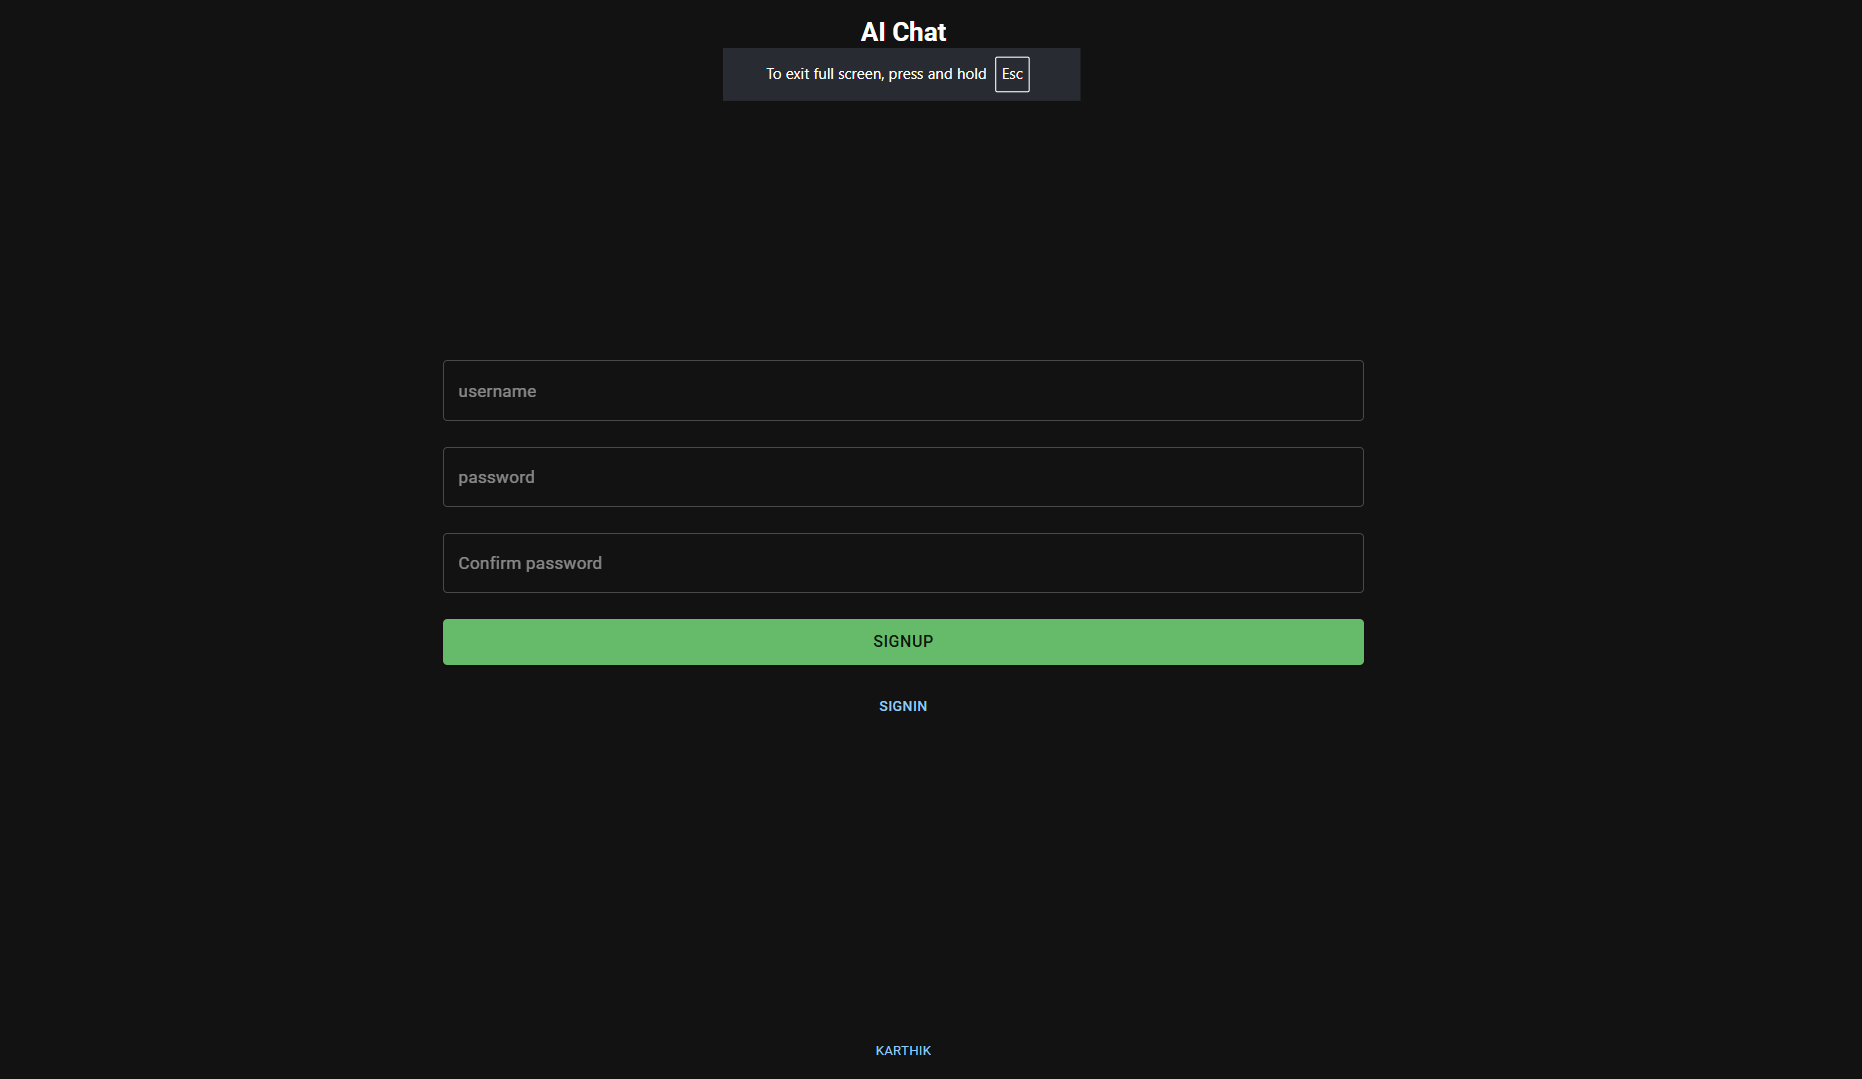 AI Chat
To exit full screen, press and hold Esc
username
password
Confirm password
SIGNUP
SIGNIN
KARTHIK